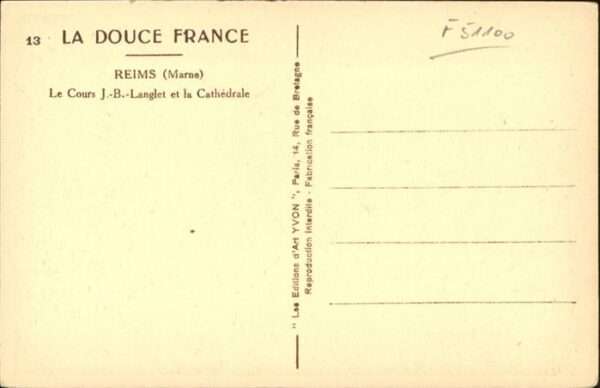 13 LA DOUCE FRANCE
REIMS (Marne)
Le Cours J.-B.-Langlet et la Cathédrale
" Les Editions d'Art YVON ", Paris, 14, Rue de Bretagne
Reproduction Interdite - Fabrication française
F 51100